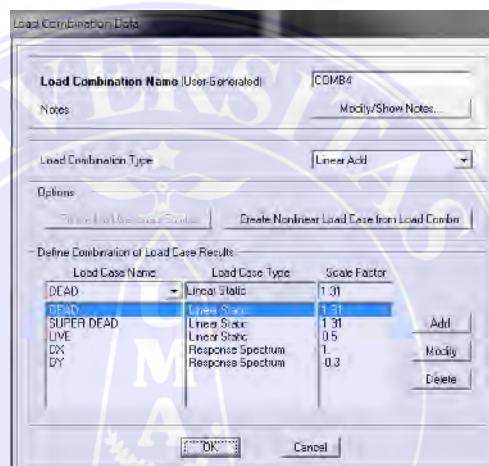 Load Combination Data
Load Combination Name (User-Generated) COMB4
Notes Modify/Show Notes...
Load Combination Type Linear Add
Options
Create Nonlinear Load Case from Load Combo
Define Combination of Load Case Results
Load Case Name Load Case Type Scale Factor
DEAD Linear Static 1.31
DEAD Linear Static 1.31
SUPER DEAD Linear Static 1.31
LIVE Linear Static 0.5
DX Response Spectrum 1.
DY Response Spectrum -0.3
Add
Modify
Delete
OK Cancel